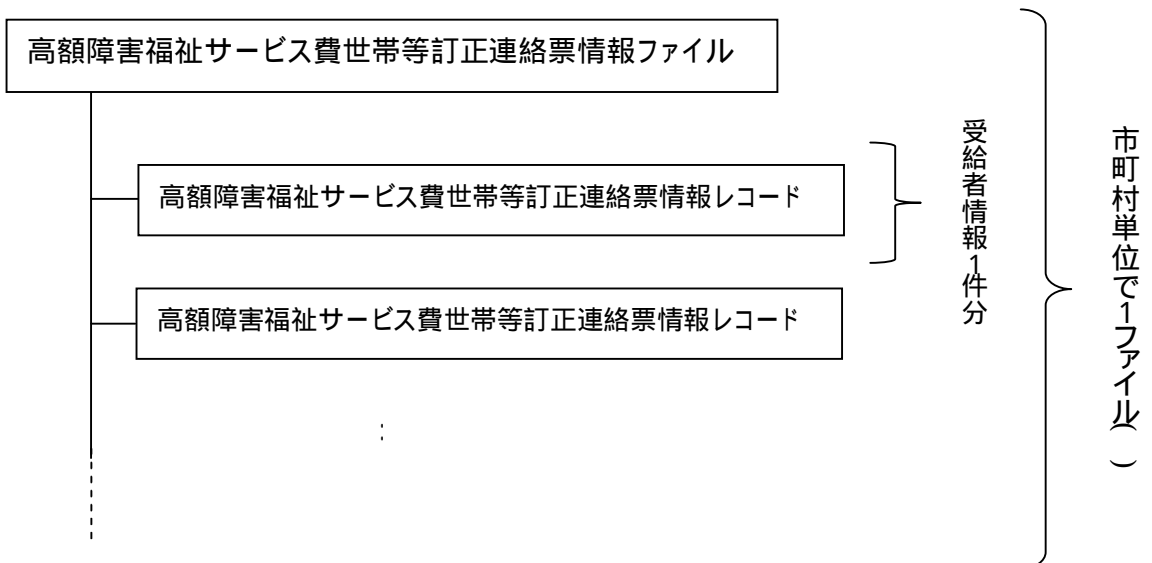 高額障害福祉サービス費世帯等訂正連絡票情報ファイル
高額障害福祉サービス費世帯等訂正連絡票情報レコード
高額障害福祉サービス費世帯等訂正連絡票情報レコード
:
受給者情報1件分
市町村単位で1ファイル( )